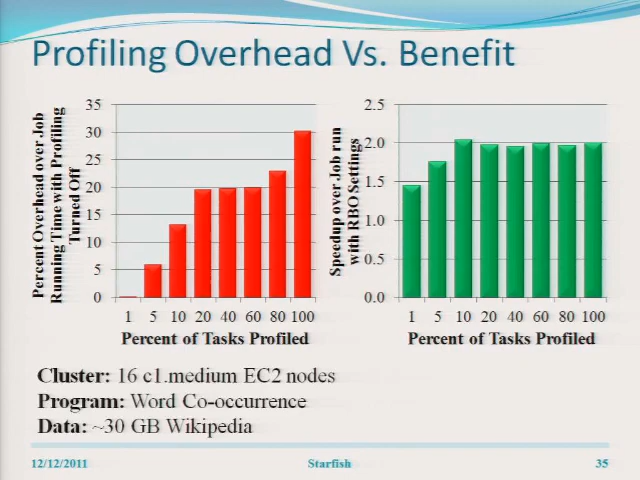 Profiling Overhead Vs. Benefit
Percent Overhead over Job
Running Time with Profiling
Turned Off
35
30
25
20
15
10
5
0
1 5 10 20 40 60 80 100
Percent of Tasks Profiled
Speedup over Job run
with RBO Settings
2.5
2.0
1.5
1.0
0.5
0.0
1 5 10 20 40 60 80 100
Percent of Tasks Profiled
Cluster: 16 c1.medium EC2 nodes
Program: Word Co-occurrence
Data: ~30 GB Wikipedia
12/12/2011 Starfish 35